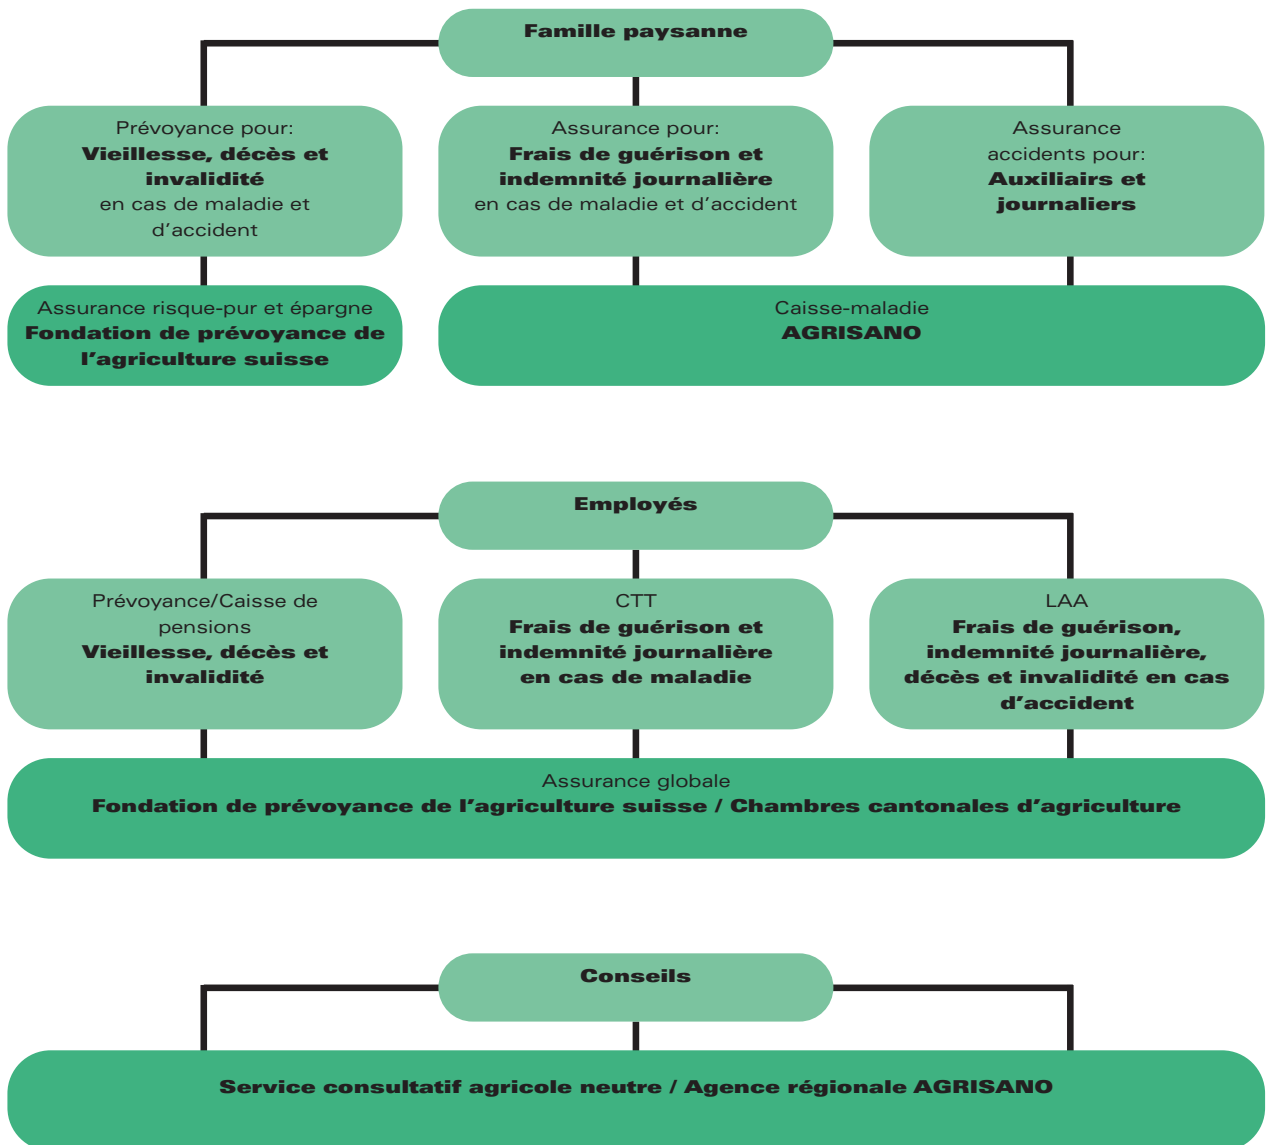 Famille paysanne
Prévoyance pour:
Vieillesse, décès et
invalidité
en cas de maladie et
d’accident
Assurance pour:
Frais de guérison et
indemnité journalière
en cas de maladie et d’accident
Assurance
accidents pour:
Auxiliairs et
journaliers
Assurance risque-pur et épargne
Fondation de prévoyance de
l’agriculture suisse
Caisse-maladie
AGRISANO
Employés
Prévoyance/Caisse de
pensions
Vieillesse, décès et
invalidité
CTT
Frais de guérison et
indemnité journalière
en cas de maladie
LAA
Frais de guérison,
indemnité journalière,
décès et invalidité en cas
d’accident
Assurance globale
Fondation de prévoyance de l’agriculture suisse / Chambres cantonales d’agriculture
Conseils
Service consultatif agricole neutre / Agence régionale AGRISANO